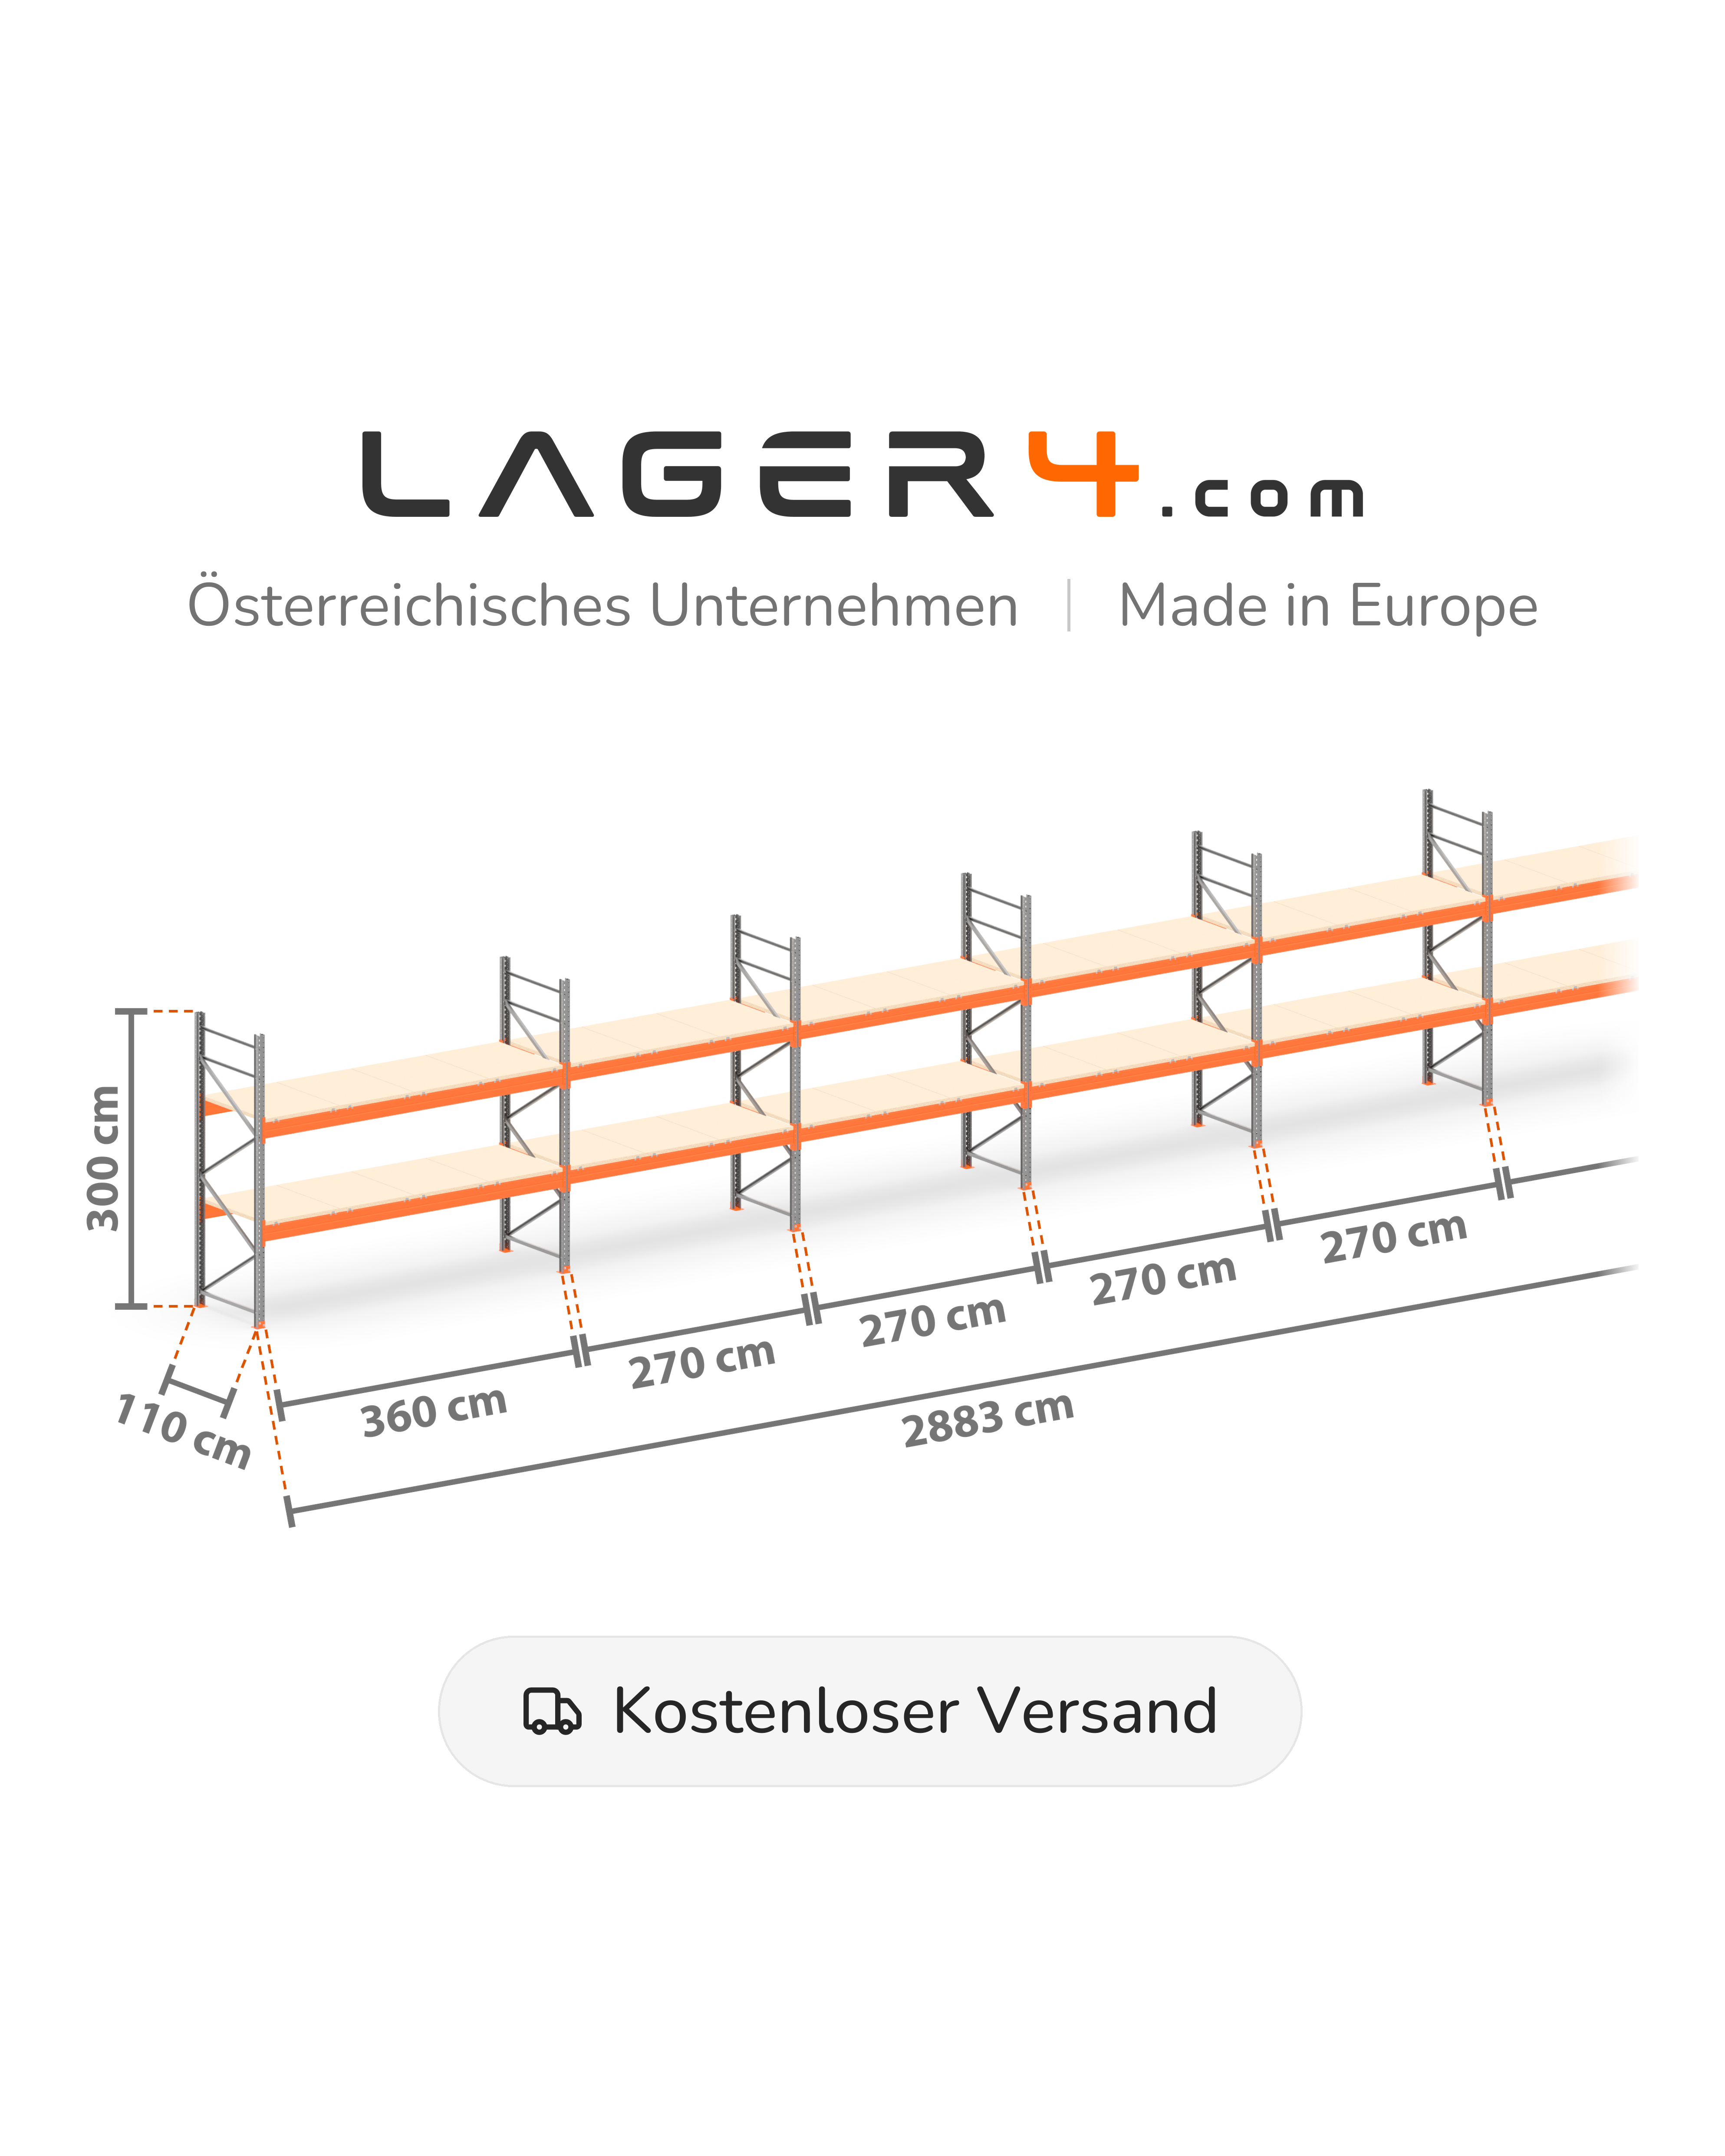 LAGER4.com
Österreichisches Unternehmen | Made in Europe
300 cm
110 cm
360 cm
270 cm
270 cm
270 cm
270 cm
2883 cm
Kostenloser Versand